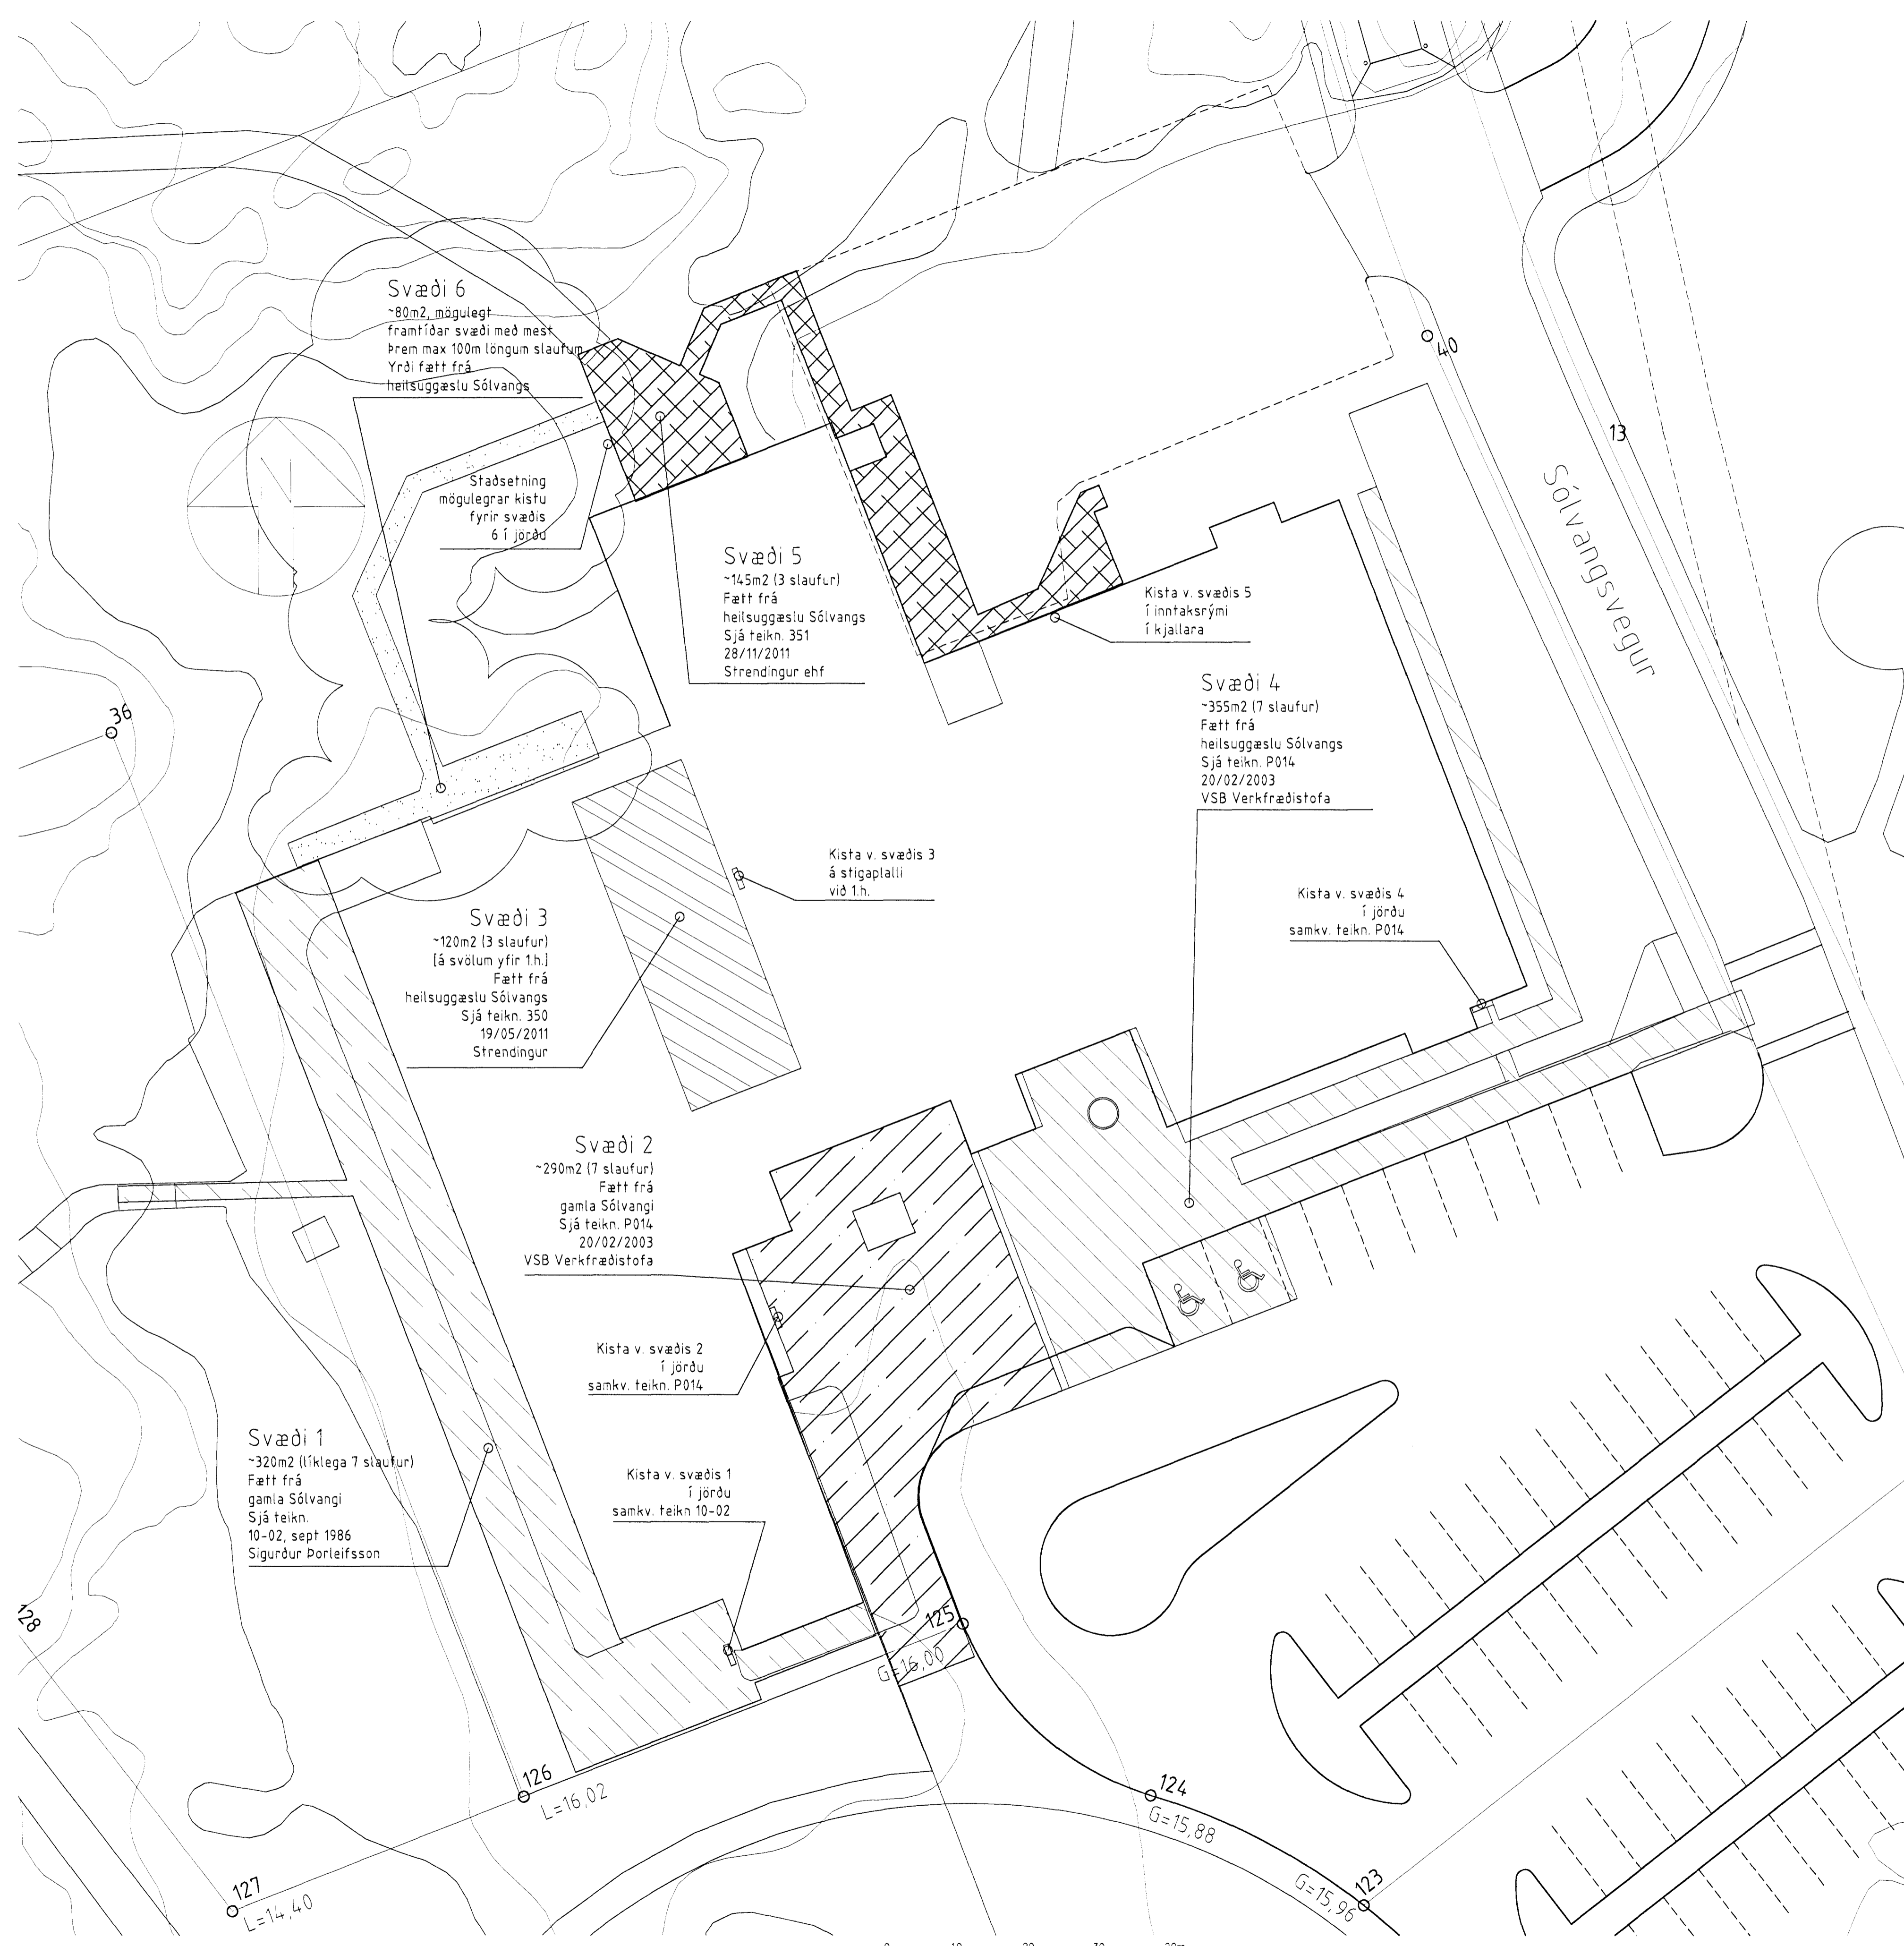 Svæði 6
~80m2, mögulegt
framtíðar svæði með mest
Þrem max 100m löngum slaufum
Yrði fætt frá
heilsuggæslu Sólvangs
40
13
Sólvangsvegur
Staðsetning
mögulegrar kistu
fyrir svæðis
6 í jörðu
N
Svæði 5
~145m2 (3 slaufur)
Fætt frá
heilsuggæslu Sólvangs
Sjá teikn. 351
28/11/2011
Strendingur ehf
Kista v. svæðis 5
í inntaksrými
í kjallara
Svæði 4
~355m2 (7 slaufur)
Fætt frá
heilsuggæslu Sólvangs
Sjá teikn. P014
20/02/2003
VSB Verkfræðistofa
36
Kista v. svæðis 3
á stigaplalli
við 1.h.
Kista v. svæðis 4
í jörðu
samkv. teikn. P014
Svæði 3
~120m2 (3 slaufur)
[á svölum yfir 1.h.]
Fætt frá
heilsuggæslu Sólvangs
Sjá teikn. 350
19/05/2011
Strendingur
Svæði 2
~290m2 (7 slaufur)
Fætt frá
gamla Sólvangi
Sjá teikn. P014
20/02/2003
VSB Verkfræðistofa
Kista v. svæðis 2
í jörðu
samkv. teikn. P014
Svæði 1
~320m2 (líklega 7 slaufur)
Fætt frá
gamla Sólvangi
Sjá teikn.
10-02, sept 1986
Sigurður Þorleifsson
Kista v. svæðis 1
í jörðu
samkv. teikn 10-02
128
125
G=16,00
126
L=16,02
124
G=15,88
127
L=14,40
123
G=15,96